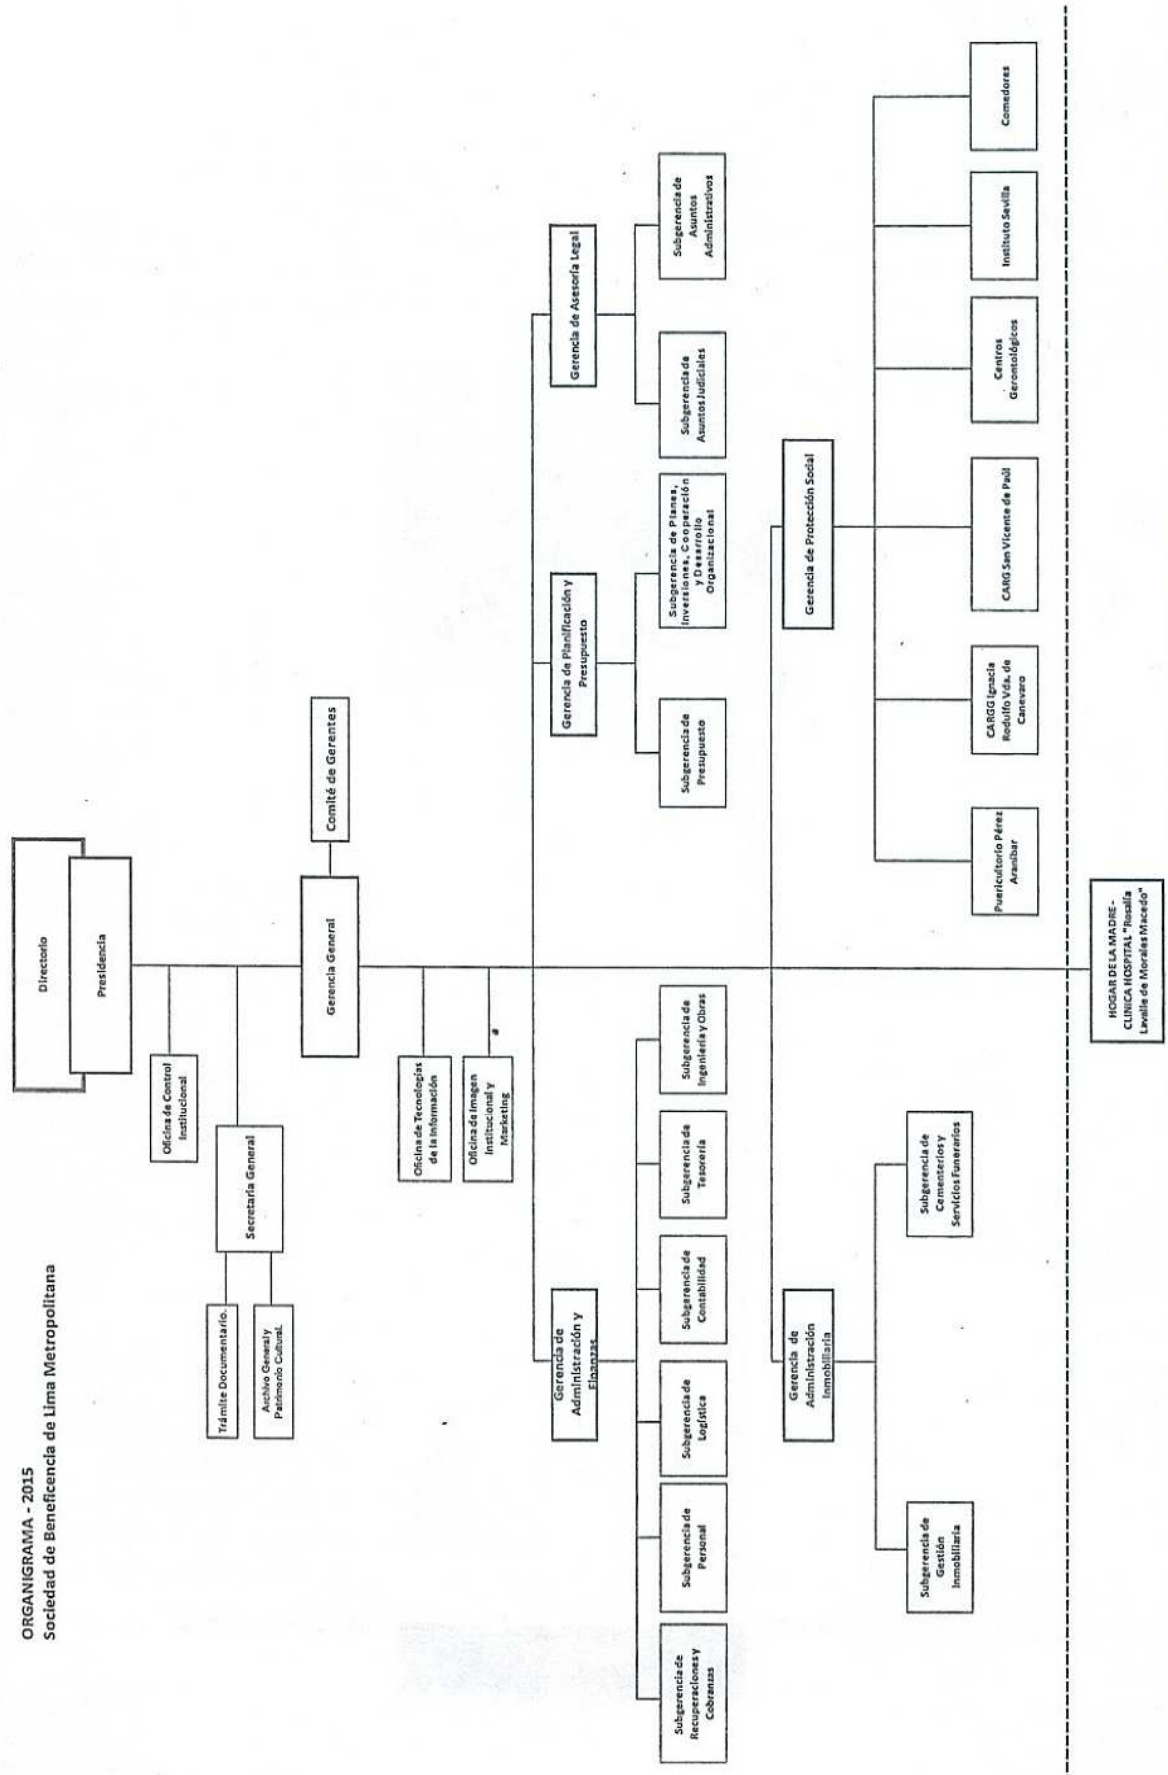 ORGANIGRAMA - 2015
Sociedad de Beneficencia de Lima Metropolitana
Directorio
Presidencia
Oficina de Control
Institucional
Secretaria General
Trámite Documentario.
Archivo General y
Patrimonio Cultural.
Gerencia General
Comité de Gerentes
Oficina de Tecnologías
de la Información
Oficina de Imagen
Institucional y
Marketing
a
Gerencia de
Administración y
Finanzas
Gerencia de Planificación y
Presupuesto
Gerencia de Asesoría Legal
Subgerencia de
Recuperaciones y
Cobranzas
Subgerencia de
Personal
Subgerencia de
Logística
Subgerencia de
Contabilidad
Subgerencia de
Tesorería
Subgerencia de
Ingeniería y Obras
Subgerencia de
Presupuesto
Subgerencia de Planes,
Inversiones, Cooperación
y Desarrollo
Organizacional
Subgerencia de
Asuntos Judiciales
Subgerencia de
Asuntos
Administrativos
Gerencia de
Administración
Inmobiliaria
Gerencia de Protección Social
Subgerencia de
Gestión
Inmobiliaria
Subgerencia de
Cementerios y
Servicios Funerarios
Puericultorio Pérez
Araníbar
CARGG Ignacia
Rodulfo Vda. de
Canevaro
CARG San Vicente de Paúl
Centros
Gerontológicos
Instituto Sevilla
Comedores
HOGAR DE LA MADRE -
CLINICA HOSPITAL "Rosalía
Lavalle de Morales Macedo"